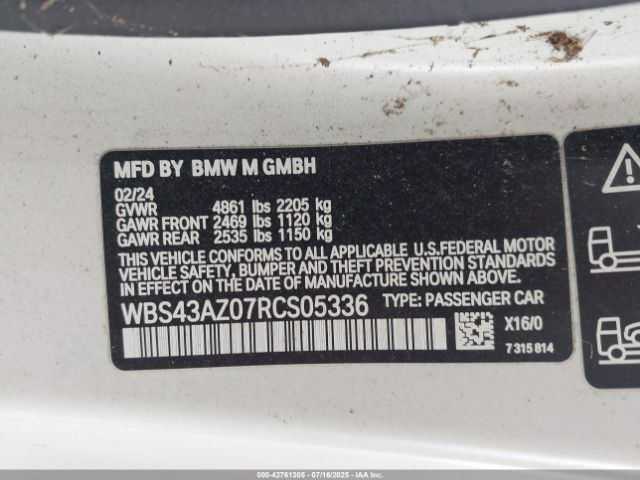 MFD BY BMW M GMBH
02/24
GVWR 4861 lbs 2205 kg
GAWR FRONT 2469 lbs 1120 kg
GAWR REAR 2535 lbs 1150 kg
THIS VEHICLE CONFORMS TO ALL APPLICABLE U.S.FEDERAL MOTOR
VEHICLE SAFETY, BUMPER AND THEFT PREVENTION STANDARDS
IN EFFECT ON THE DATE OF MANUFACTURE SHOWN ABOVE.
WBS43AZ07RCS05336 TYPE: PASSENGER CAR
X16/0
7 315 814
000-42761305 - 07/16/2025 - IAAI.COM